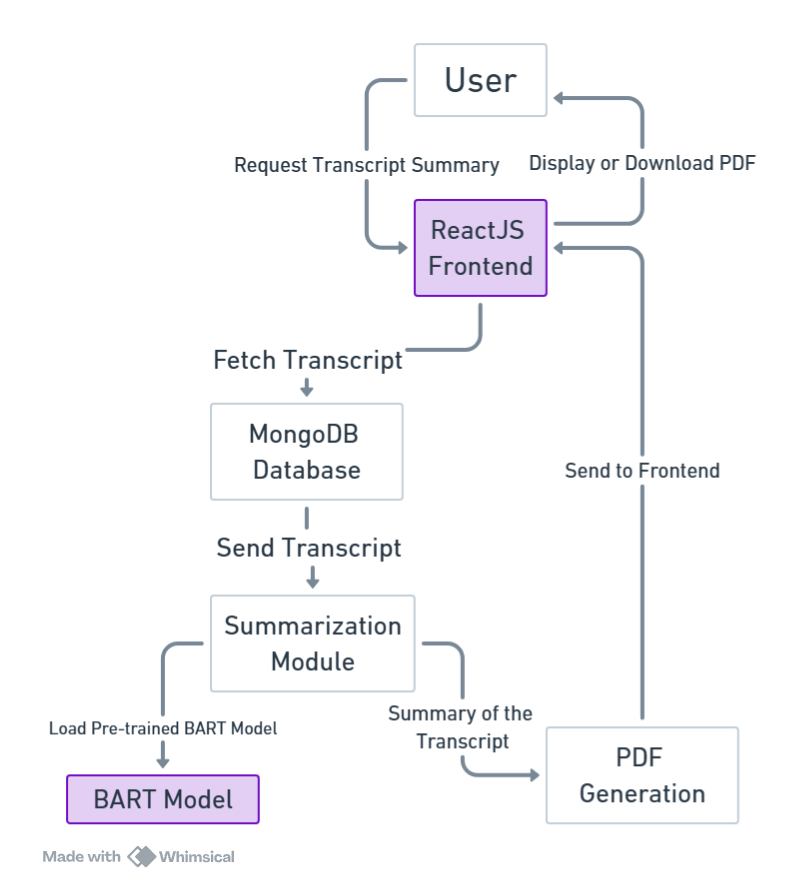 User
Request Transcript Summary
Display or Download PDF
ReactJS
Frontend
Fetch Transcript
MongoDB
Database
Send to Frontend
Send Transcript
Summarization
Module
Summary of the
Transcript
Load Pre-trained BART Model
PDF
Generation
BART Model
Made with Whimsical